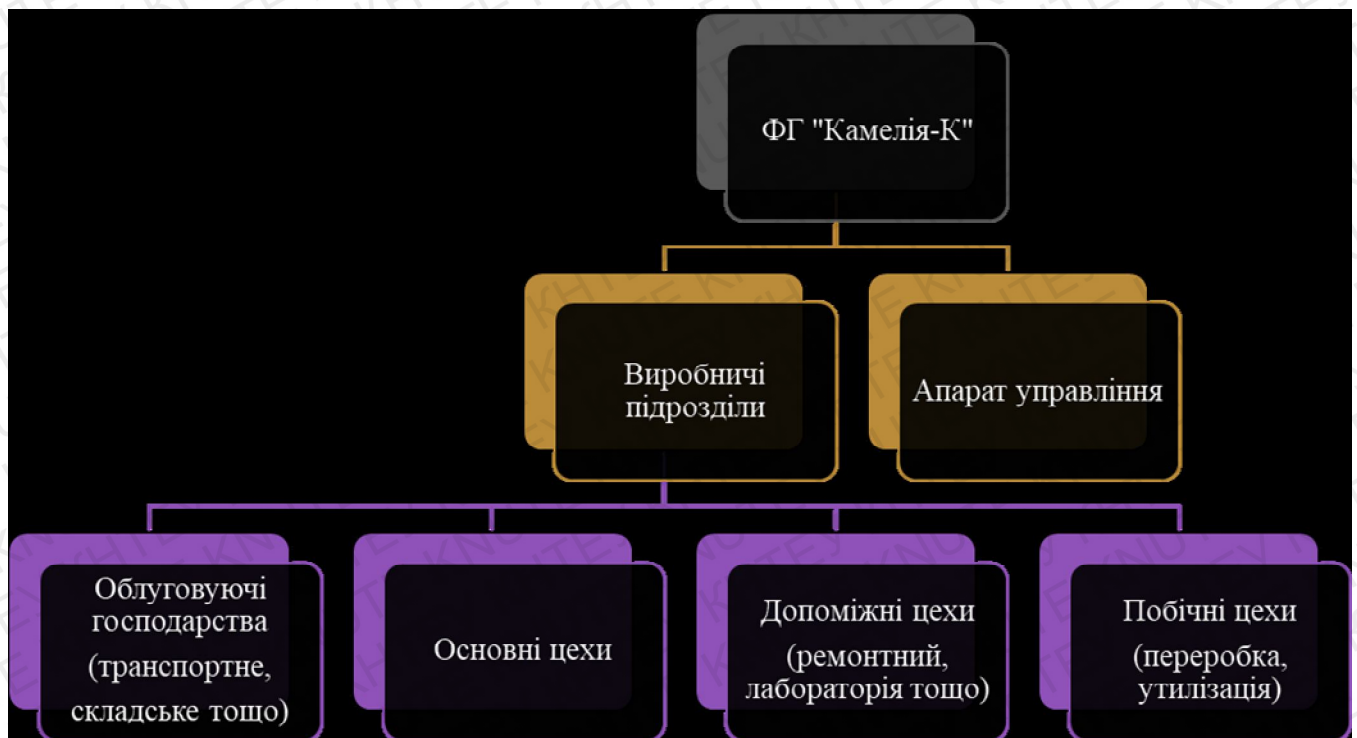 ФГ "Камелія-К"
Виробничі
підрозділи
Апарат управління
Облуговуючі
господарства
(транспортне,
складське тощо)
Основні цехи
Допоміжні цехи
(ремонтний,
лабораторія тощо)
Побічні цехи
(переробка,
утилізація)